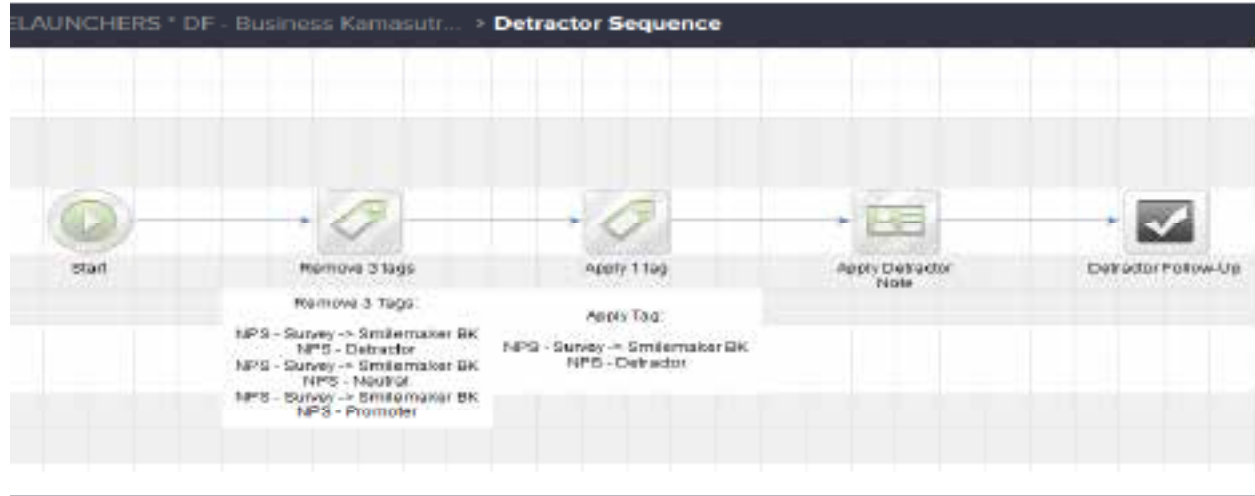 ELAUNCHERS * DF - Business Kamasutr... > Detractor Sequence
Start
Remove 3 tags
Apply 1 tag
Apply Detractor
Note
Detractor Follow-Up
Remove 3 Tags:
NPS - Survey -> Smilemaker BK
NPS - Detractor
NPS - Survey -> Smilemaker BK
NPS - Neutral
NPS - Survey -> Smilemaker BK
NPS - Promoter
Apply Tag:
NPS - Survey -> Smilemaker BK
NPS - Detractor